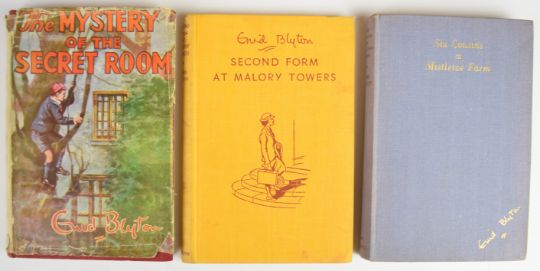 The MYSTERY
OF THE
SECRET ROOM
Enid Blyton
Enid Blyton
SECOND FORM
AT MALORY TOWERS
Six Cousins
at
Mistletoe Farm
Enid Blyton